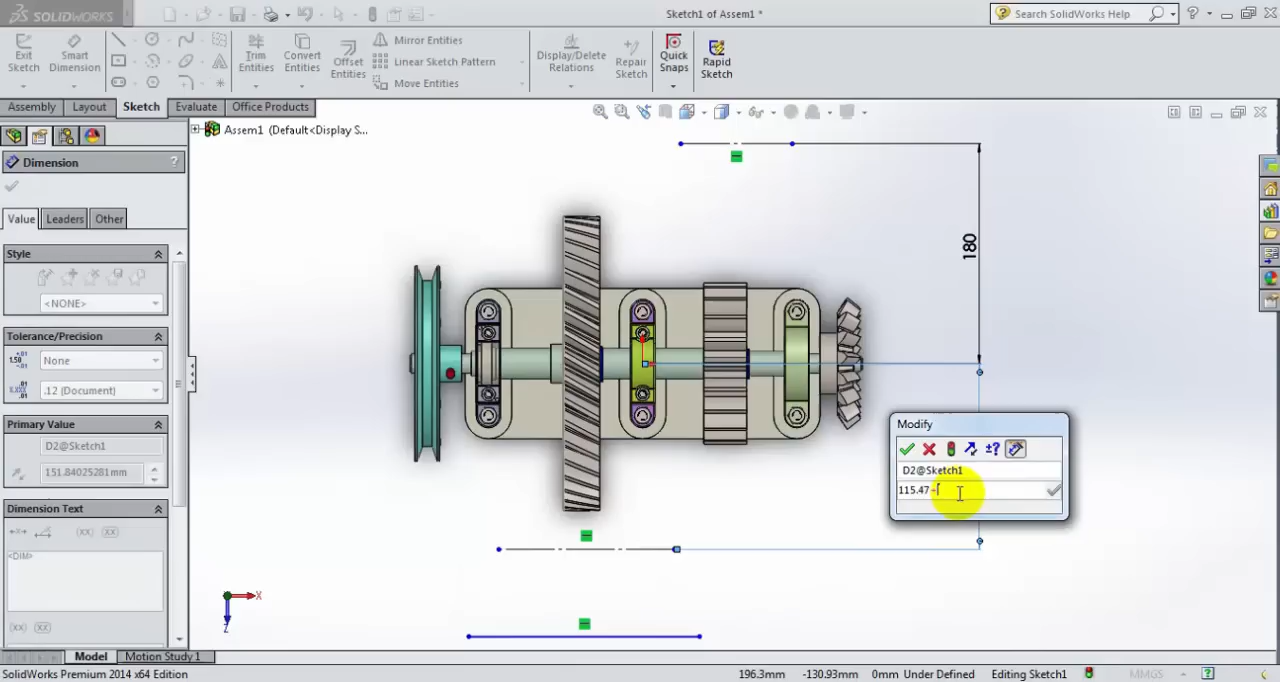 SOLIDWORKS
Sketch1 of Assem1 *
Search SolidWorks Help
Exit Sketch
Smart Dimension
Trim Entities
Convert Entities
Offset Entities
Mirror Entities
Linear Sketch Pattern
Move Entities
Display/Delete Relations
Repair Sketch
Quick Snaps
Rapid Sketch
Assembly
Layout
Sketch
Evaluate
Office Products
Assem1 (Default<Display S...
Dimension
?
Value
Leaders
Other
Style
<NONE>
Tolerance/Precision
None
.12 (Document)
Primary Value
D2@Sketch1
151.84025281mm
Dimension Text
<DIM>
180
Modify
D2@Sketch1
115.47+
X
Z
Model
Motion Study 1
SolidWorks Premium 2014 x64 Edition
196.3mm
-130.93mm
0mm
Under Defined
Editing Sketch1
MMGS